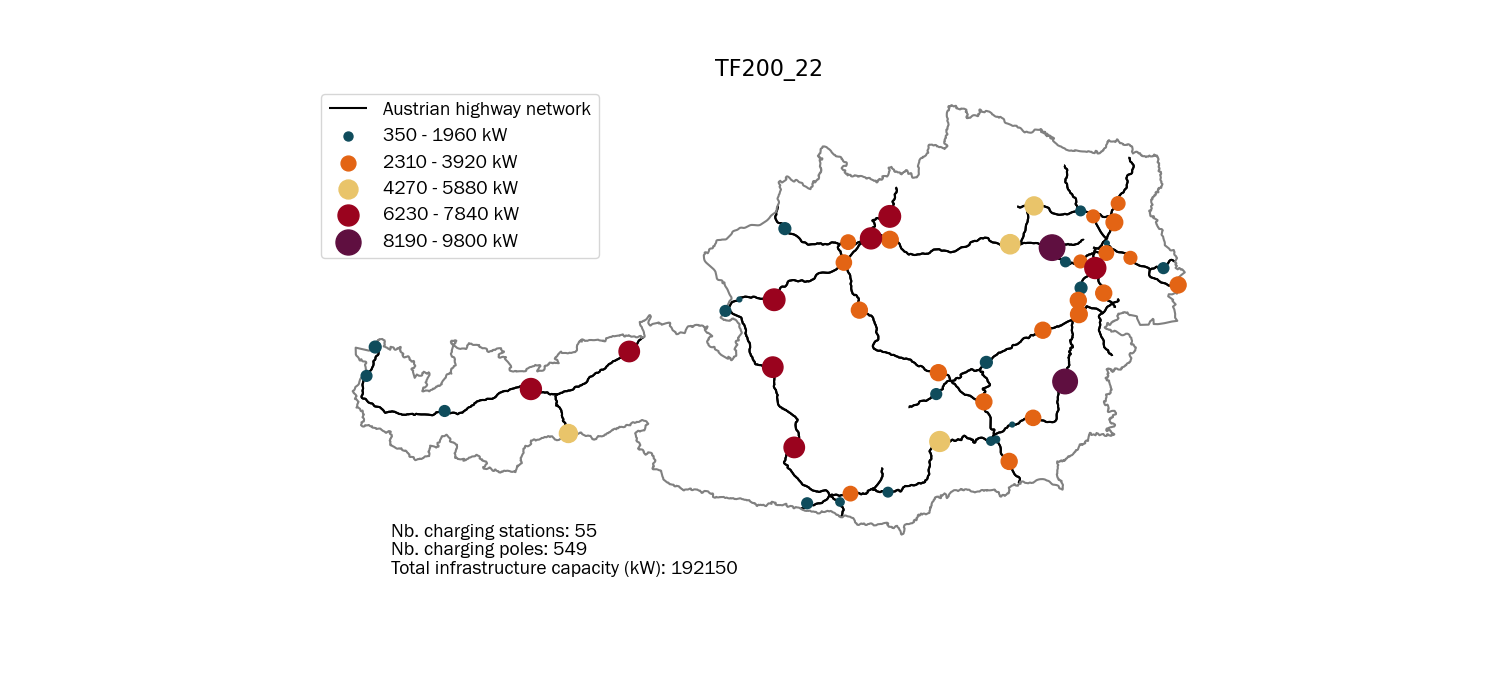 TF200_22
Austrian highway network
350 - 1960 kW
2310 - 3920 kW
4270 - 5880 kW
6230 - 7840 kW
8190 - 9800 kW
Nb. charging stations: 55
Nb. charging poles: 549
Total infrastructure capacity (kW): 192150